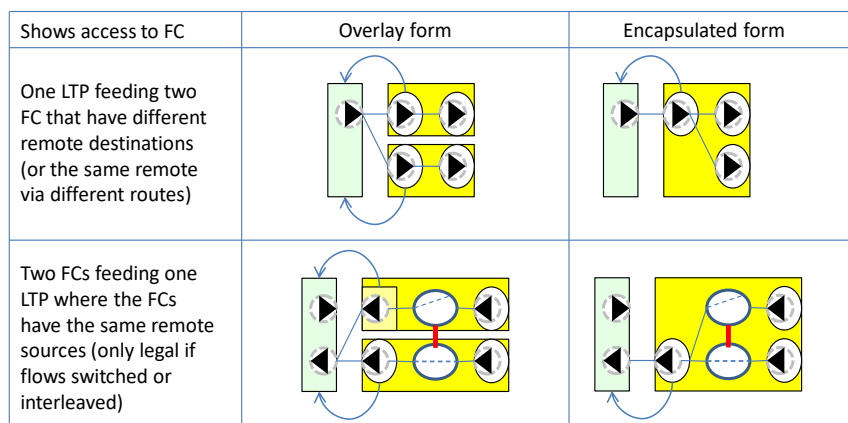 Shows access to FC
Overlay form
Encapsulated form
One LTP feeding two
FC that have different
remote destinations
(or the same remote
via different routes)
Two FCs feeding one
LTP where the FCs
have the same remote
sources (only legal if
flows switched or
interleaved)